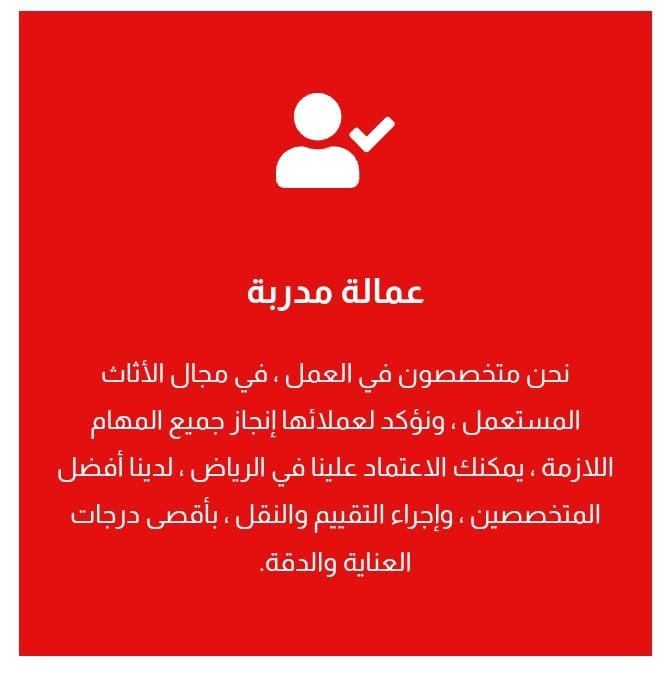 عمالة مدربة
نحن متخصصون في العمل ، في مجال الأثاث
المستعمل ، ونؤكد لعملائها إنجاز جميع المهام
اللازمة ، يمكنك الاعتماد علينا في الرياض ، لدينا أفضل
المتخصصين ، وإجراء التقييم والنقل ، بأقصى درجات
العناية والدقة.